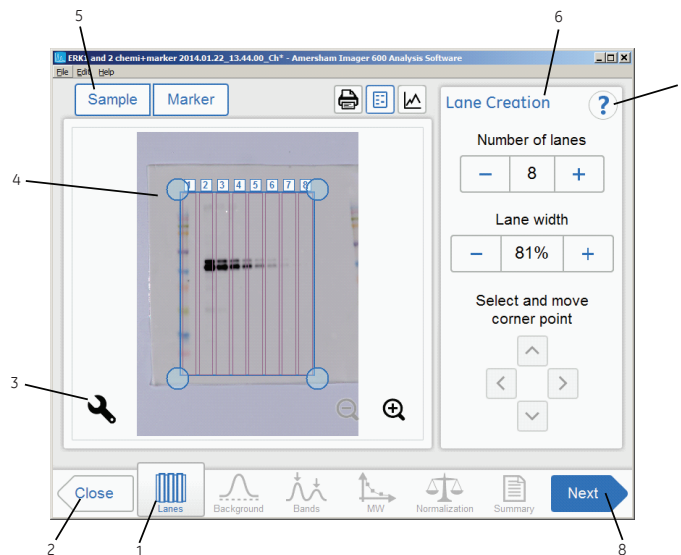 5
6
ERK1 and 2 chemi+marker 2014.01.22_13.44.00_Ch* - Amersham Imager 600 Analysis Software
File Edit Help
Sample Marker
Lane Creation ?
Number of lanes
− 8 +
Lane width
− 81% +
Select and move
corner point
4
1 2 3 4 5 6 7 8
3
Close
Lanes
Background
Bands
MW
Normalization
Summary
Next
2
1
8